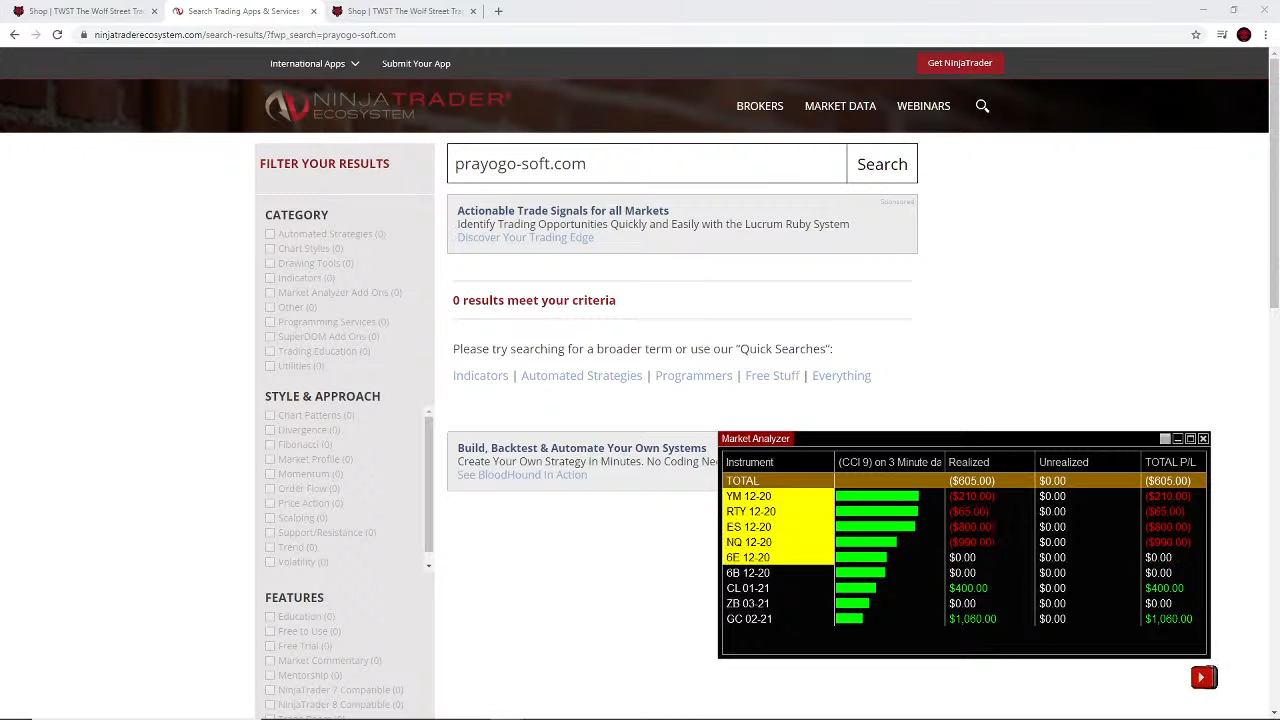 Shop | TWST The Wolf Street Tra
Search Trading Apps & Services
Shop | TWST The Wolf Street Tra
ninjatraderecosystem.com/search-results/?fwp_search=prayogo-soft.com
International Apps
Submit Your App
Get NinjaTrader
NINJATRADER®
ECOSYSTEM
BROKERS
MARKET DATA
WEBINARS
FILTER YOUR RESULTS
CATEGORY
Automated Strategies (0)
Chart Styles (0)
Drawing Tools (0)
Indicators (0)
Market Analyzer Add-Ons (0)
Other (0)
Programming Services (0)
SuperDOM Add Ons (0)
Trading Education (0)
Utilities (0)
STYLE & APPROACH
Chart Patterns (0)
Divergence (0)
Fibonacci (0)
Market Profile (0)
Momentum (0)
Order Flow (0)
Price Action (0)
Scalping (0)
Support/Resistance (0)
Trend (0)
Volatility (0)
FEATURES
Education (0)
Free to Use (0)
Free Trial (0)
Market Commentary (0)
Mentorship (0)
NinjaTrader 7 Compatible (0)
NinjaTrader 8 Compatible (0)
prayogo-soft.com
Search
Sponsored
Actionable Trade Signals for all Markets
Identify Trading Opportunities Quickly and Easily with the Lucrum Ruby System
Discover Your Trading Edge
0 results meet your criteria
Please try searching for a broader term or use our "Quick Searches":
Indicators | Automated Strategies | Programmers | Free Stuff | Everything
Build, Backtest & Automate Your Own Systems
Create Your Own Strategy in Minutes. No Coding Nee
See BloodHound In Action
Market Analyzer
Instrument (CCI 9) on 3 Minute da Realized Unrealized TOTAL P/L
TOTAL ($605.00) $0.00 ($605.00)
YM 12-20 ($210.00) $0.00 ($210.00)
RTY 12-20 ($65.00) $0.00 ($65.00)
ES 12-20 ($800.00) $0.00 ($800.00)
NQ 12-20 ($990.00) $0.00 ($990.00)
6E 12-20 $0.00 $0.00 $0.00
6B 12-20 $0.00 $0.00 $0.00
CL 01-21 $400.00 $0.00 $400.00
ZB 03-21 $0.00 $0.00 $0.00
GC 02-21 $1,060.00 $0.00 $1,060.00